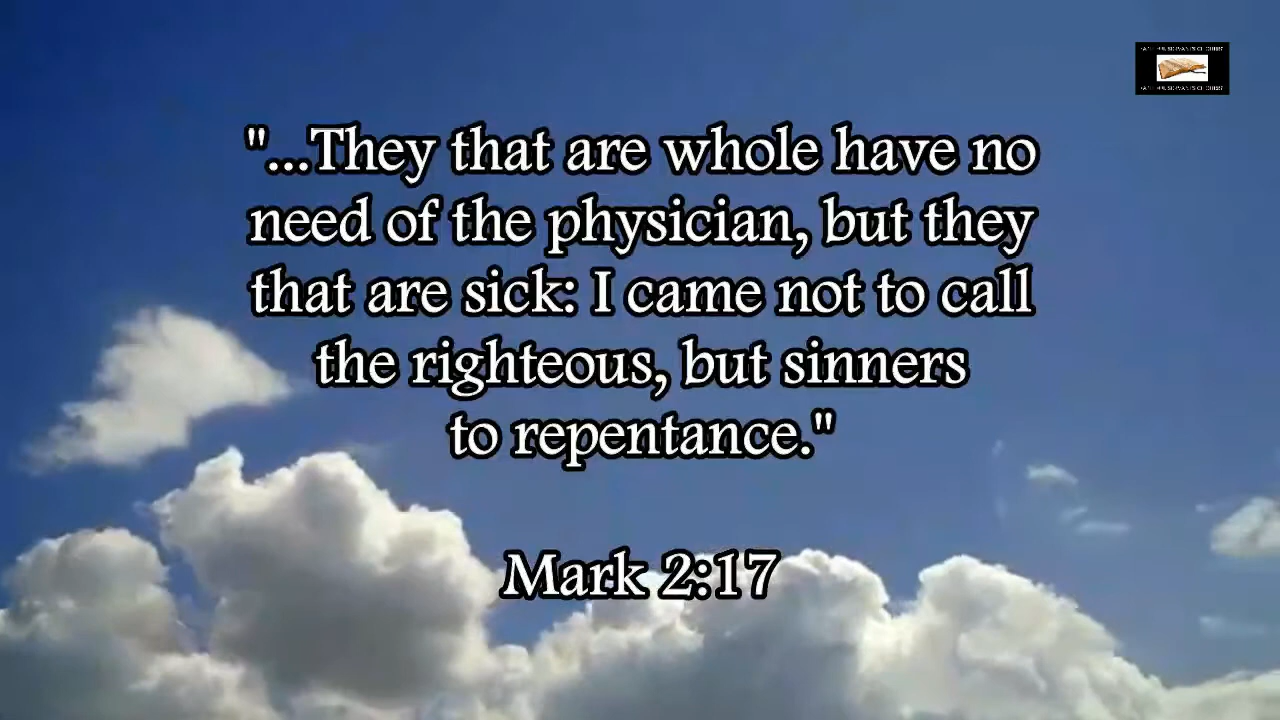 "...They that are whole have no
need of the physician, but they
that are sick: I came not to call
the righteous, but sinners
to repentance."
Mark 2:17